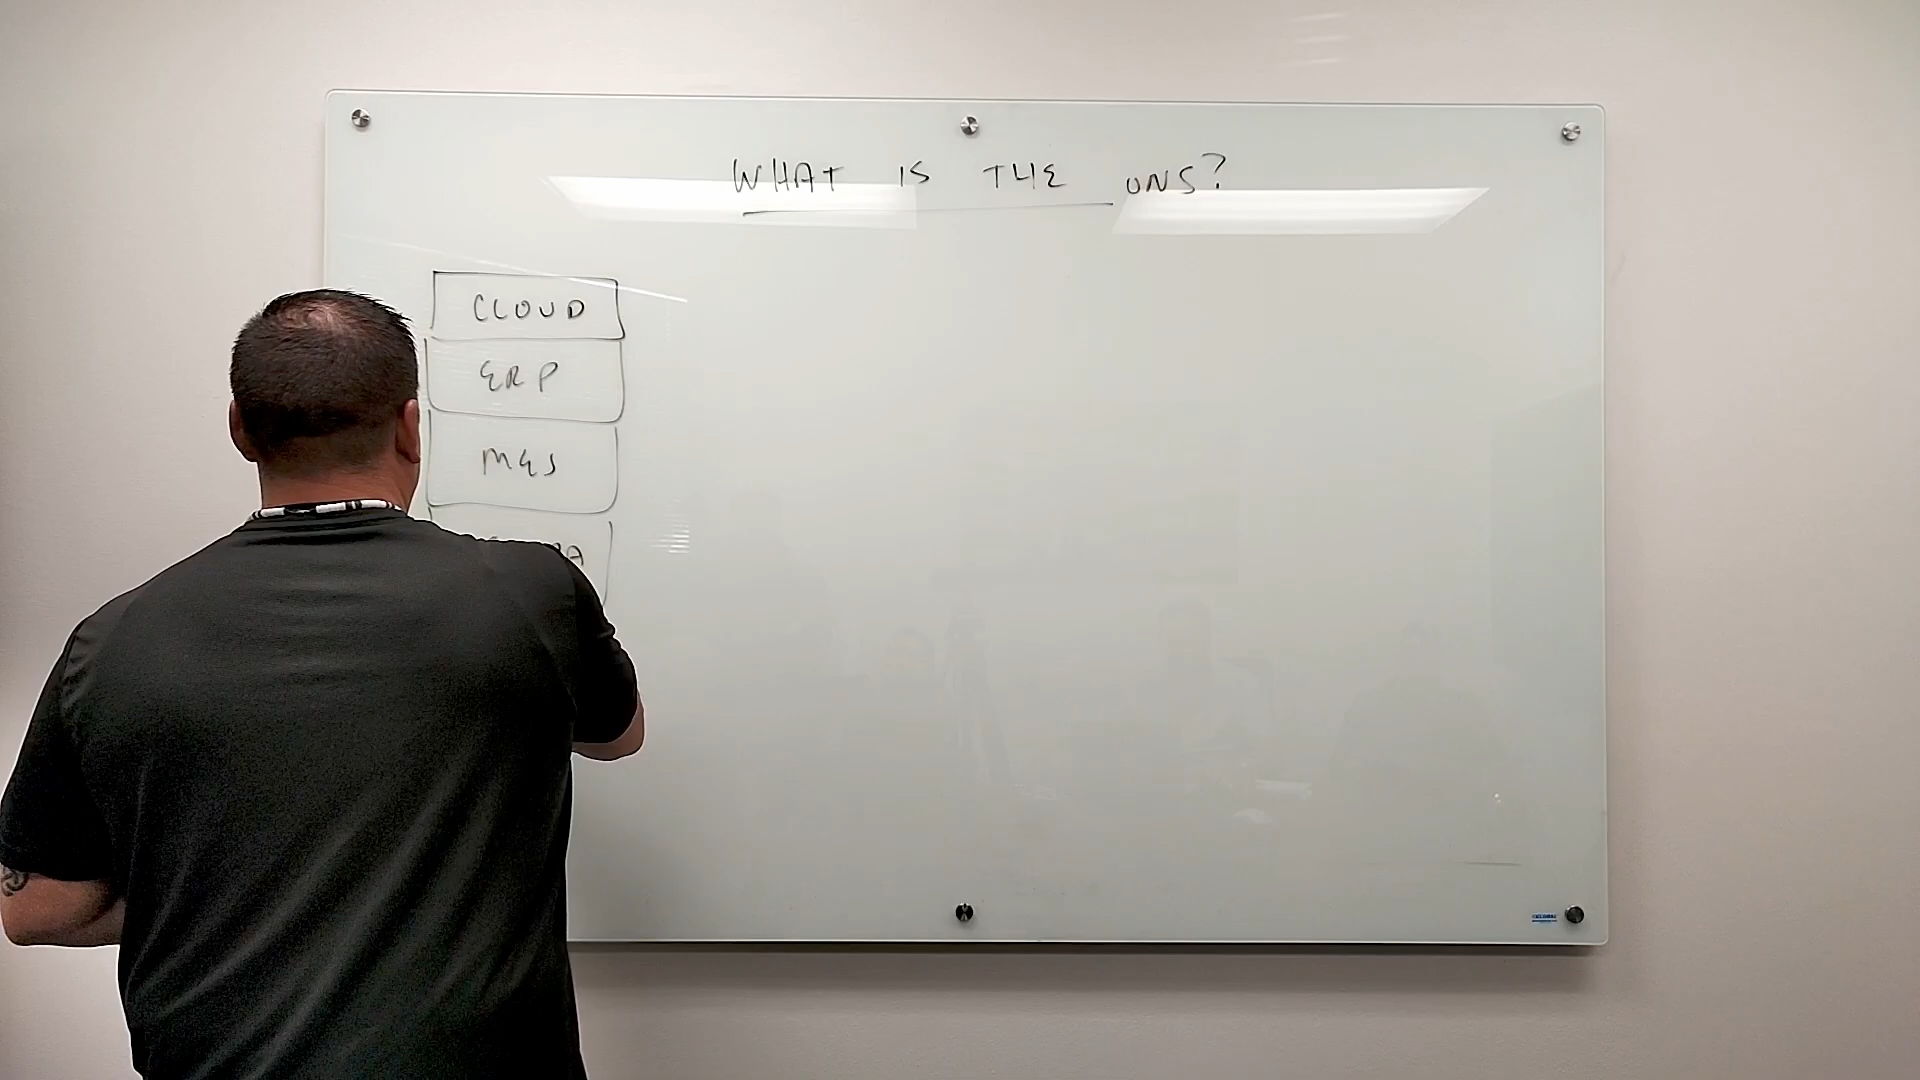 WHAT IS THE UNS?
CLOUD
ERP
MES